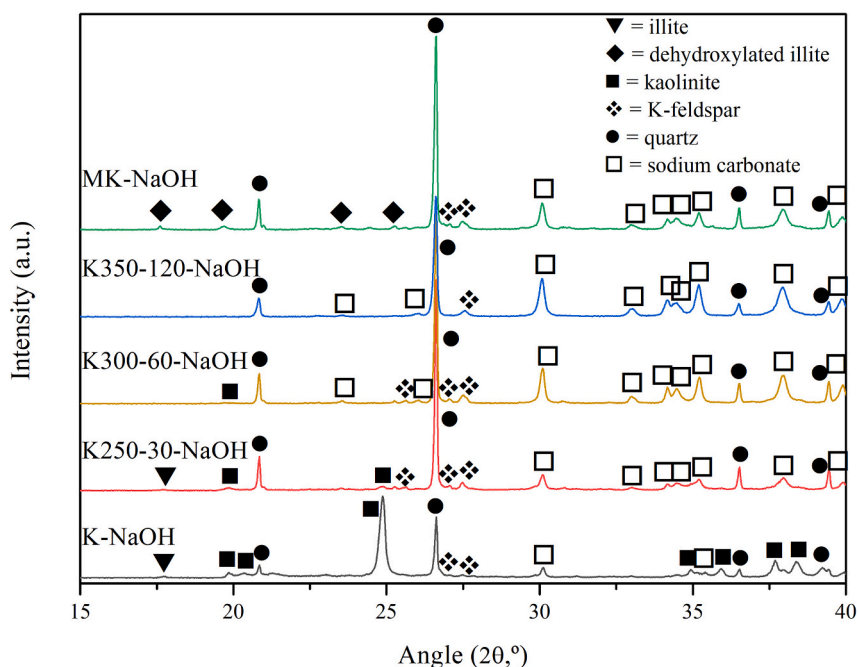 ▼ = illite
◆ = dehydroxylated illite
■ = kaolinite
❖ = K-feldspar
● = quartz
□ = sodium carbonate
MK-NaOH
K350-120-NaOH
K300-60-NaOH
K250-30-NaOH
K-NaOH
Intensity (a.u.)
15 20 25 30 35 40
Angle (2θ,º)